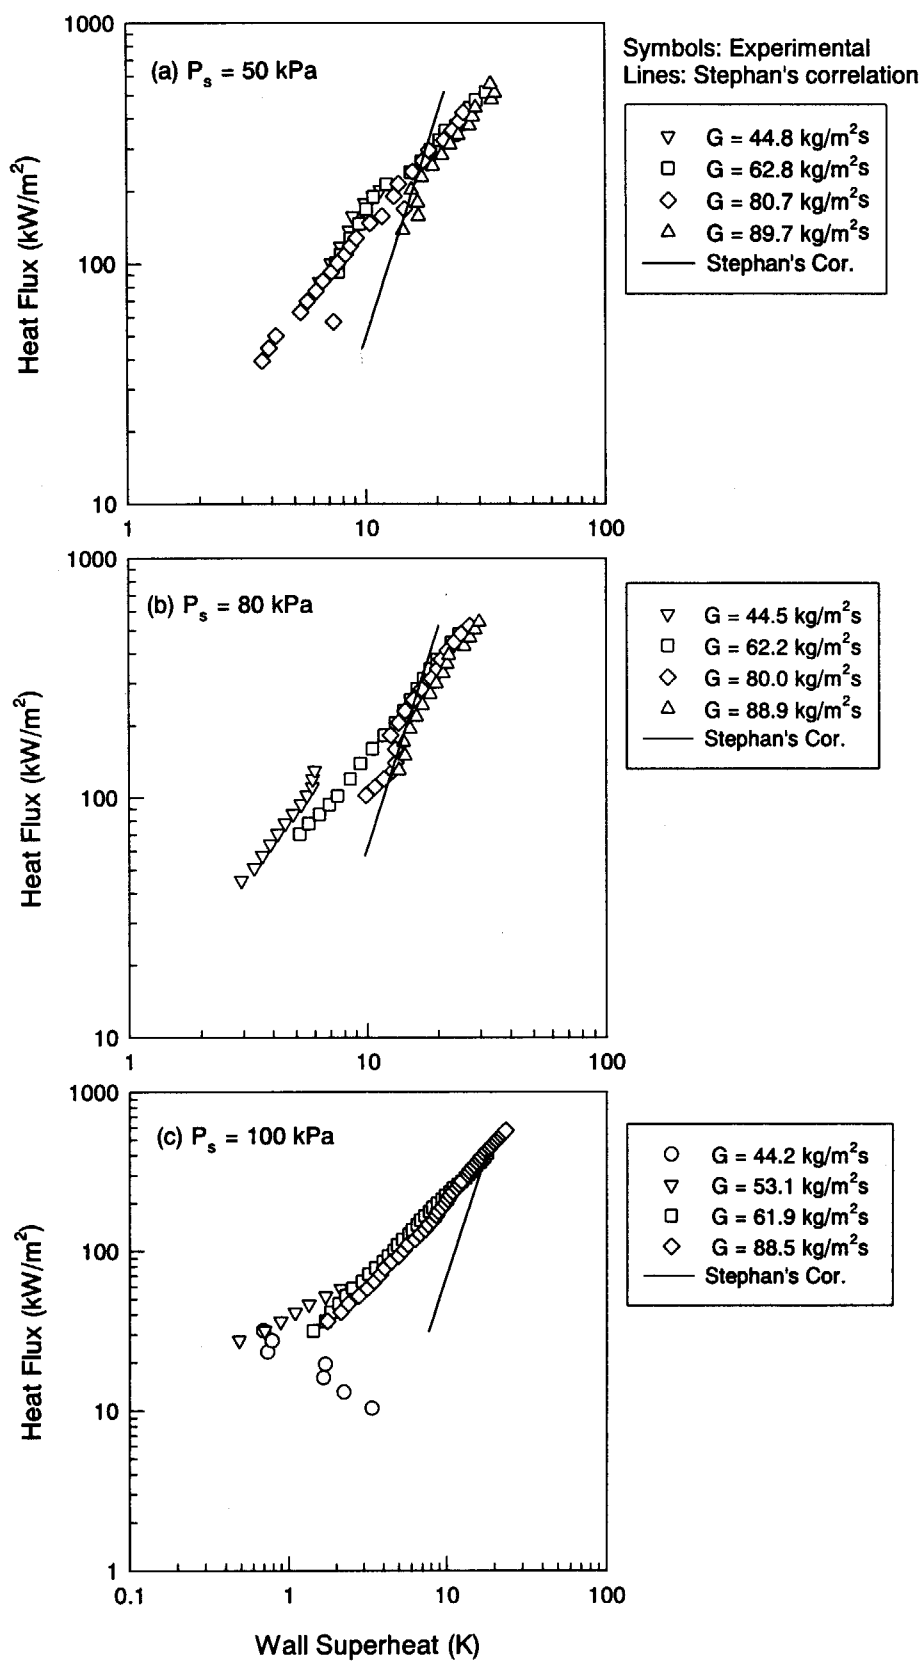 1000
(a) Pₛ = 50 kPa
100
10
1
10
100
Heat Flux (kW/m²)
Symbols: Experimental
Lines: Stephan's correlation
G = 44.8 kg/m²s
G = 62.8 kg/m²s
G = 80.7 kg/m²s
G = 89.7 kg/m²s
Stephan's Cor.
1000
(b) Pₛ = 80 kPa
100
10
1
10
100
Heat Flux (kW/m²)
G = 44.5 kg/m²s
G = 62.2 kg/m²s
G = 80.0 kg/m²s
G = 88.9 kg/m²s
Stephan's Cor.
1000
(c) Pₛ = 100 kPa
100
10
1
0.1
1
10
100
Heat Flux (kW/m²)
G = 44.2 kg/m²s
G = 53.1 kg/m²s
G = 61.9 kg/m²s
G = 88.5 kg/m²s
Stephan's Cor.
Wall Superheat (K)